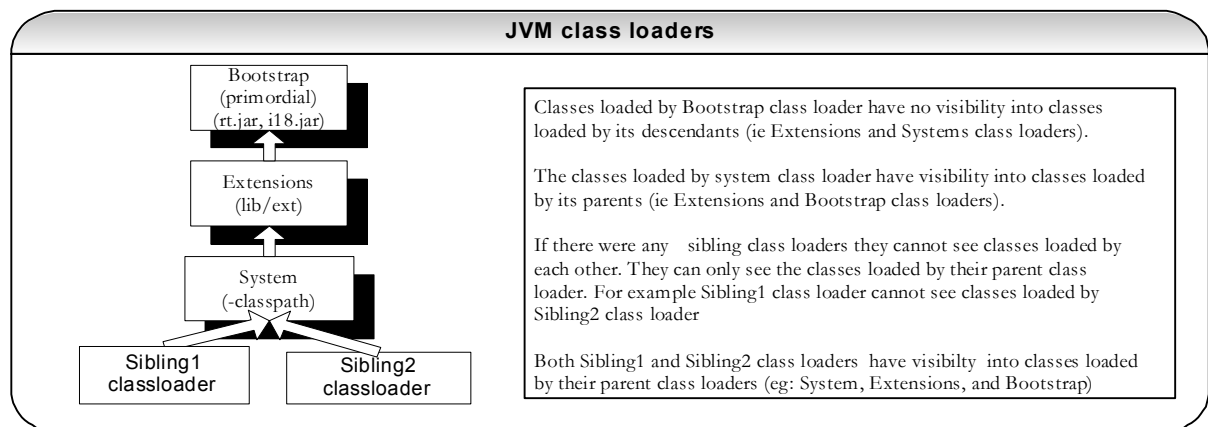 JVM class loaders
Bootstrap
(primordial)
(rt.jar, i18.jar)
Extensions
(lib/ext)
System
(-classpath)
Sibling1
classloader
Sibling2
classloader
Classes loaded by Bootstrap class loader have no visibility into classes
loaded by its descendants (ie Extensions and Systems class loaders).
The classes loaded by system class loader have visibility into classes loaded
by its parents (ie Extensions and Bootstrap class loaders).
If there were any sibling class loaders they cannot see classes loaded by
each other. They can only see the classes loaded by their parent class
loader. For example Sibling1 class loader cannot see classes loaded by
Sibling2 class loader
Both Sibling1 and Sibling2 class loaders have visibilty into classes loaded
by their parent class loaders (eg: System, Extensions, and Bootstrap)